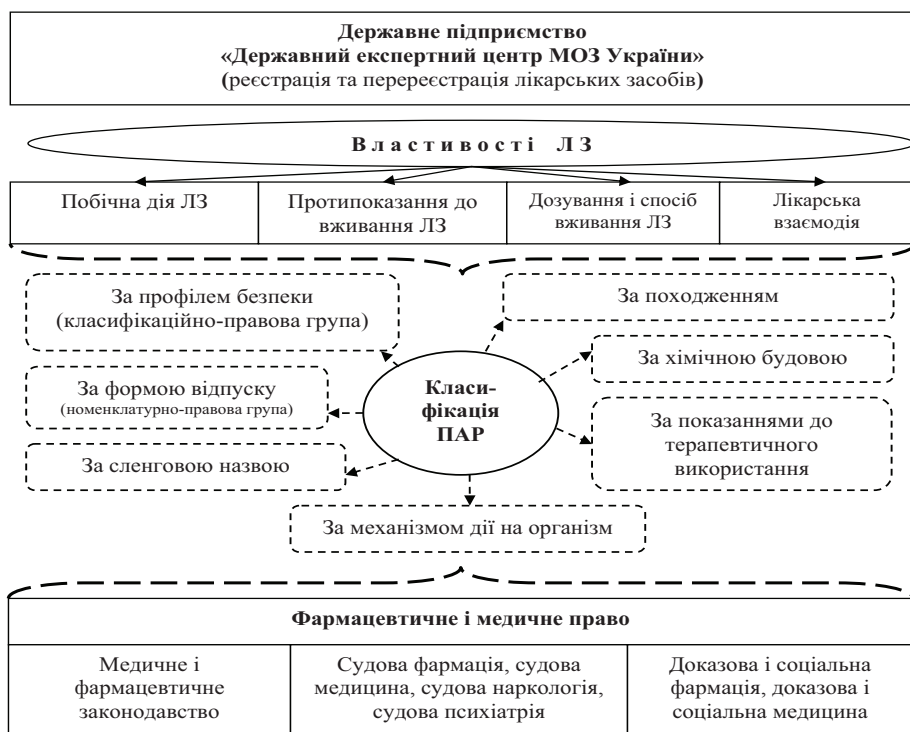 Державне підприємство
«Державний експертний центр МОЗ України»
(реєстрація та перереєстрація лікарських засобів)
Властивості ЛЗ
Побічна дія ЛЗ
Протипоказання до
вживання ЛЗ
Дозування і спосіб
вживання ЛЗ
Лікарська
взаємодія
За профілем безпеки
(класифікаційно-правова група)
За походженням
За хімічною будовою
За формою відпуску
(номенклатурно-правова група)
Класи-
фікація
ПАР
За показаннями до
терапевтичного
використання
За сленговою назвою
За механізмом дії на організм
Фармацевтичне і медичне право
Медичне і
фармацевтичне
законодавство
Судова фармація, судова
медицина, судова наркологія,
судова психіатрія
Доказова і соціальна
фармація, доказова і
соціальна медицина